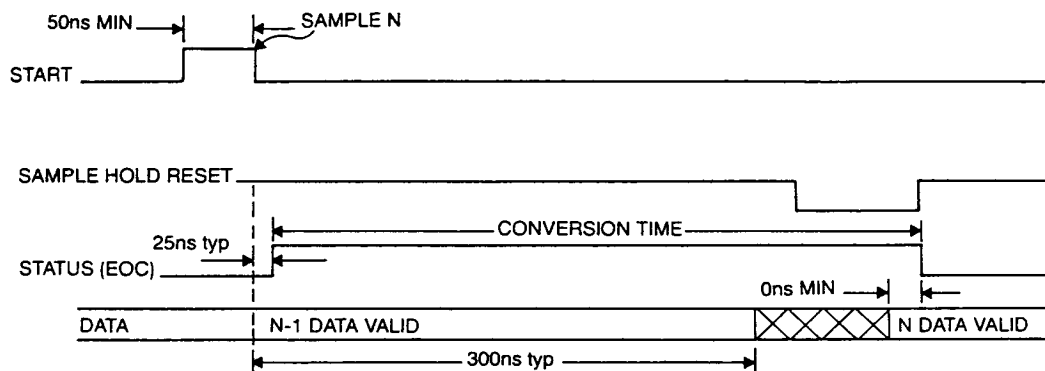 50ns MIN
SAMPLE N
START
SAMPLE HOLD RESET
CONVERSION TIME
25ns typ
STATUS (EOC)
0ns MIN
DATA
N-1 DATA VALID
N DATA VALID
300ns typ